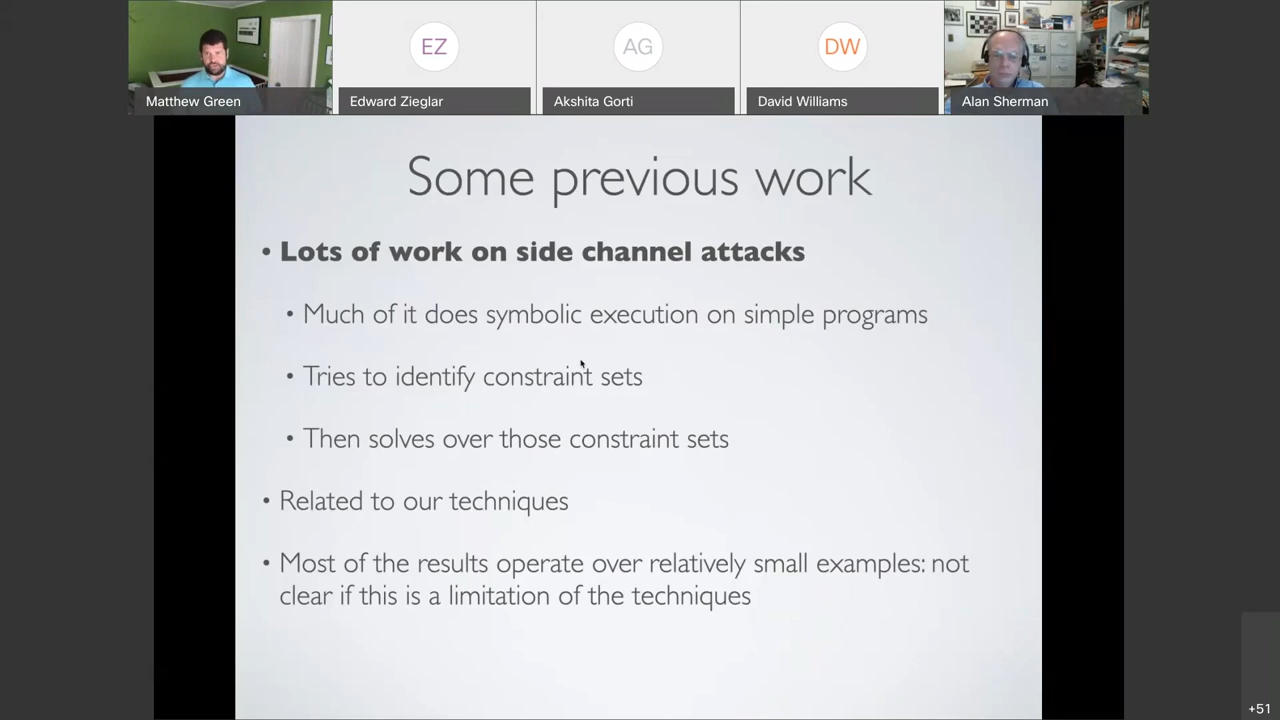 EZ
AG
DW
Matthew Green
Edward Zieglar
Akshita Gorti
David Williams
Alan Sherman
Some previous work
• Lots of work on side channel attacks
• Much of it does symbolic execution on simple programs
• Tries to identify constraint sets
• Then solves over those constraint sets
• Related to our techniques
• Most of the results operate over relatively small examples: not
clear if this is a limitation of the techniques
+51